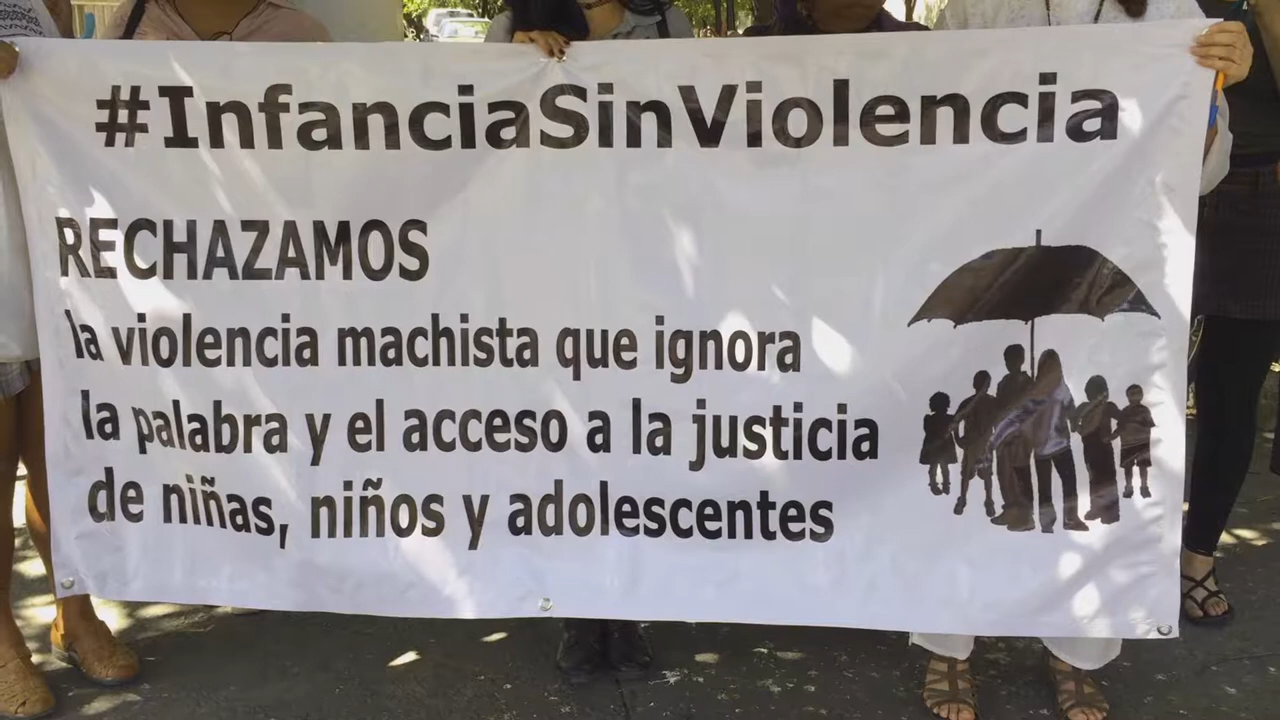 #InfanciaSinViolencia
RECHAZAMOS
la violencia machista que ignora
la palabra y el acceso a la justicia
de niñas, niños y adolescentes